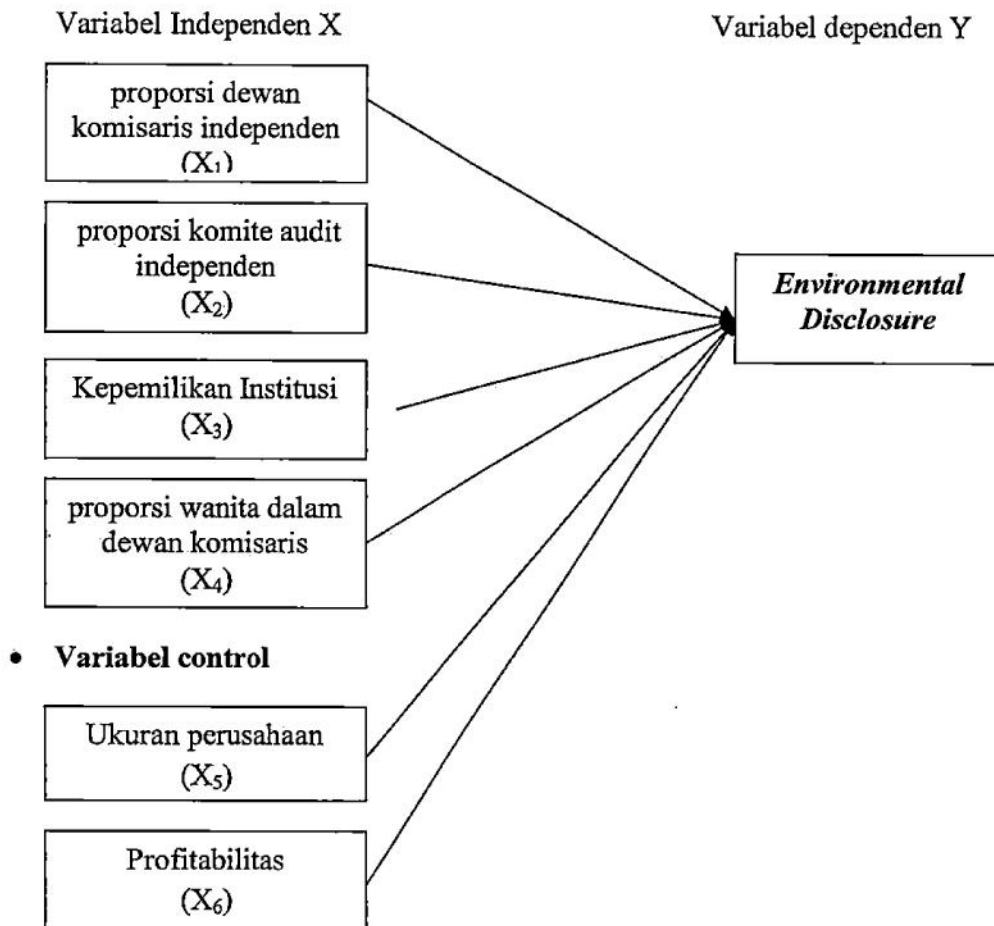 Variabel Independen X
Variabel dependen Y
proporsi dewan
komisaris independen
(X₁)
proporsi komite audit
independen
(X₂)
Environmental
Disclosure
Kepemilikan Institusi
(X₃)
proporsi wanita dalam
dewan komisaris
(X₄)
• Variabel control
Ukuran perusahaan
(X₅)
Profitabilitas
(X₆)